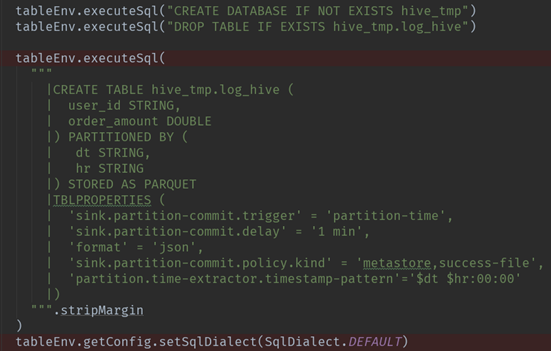 tableEnv.executeSql("CREATE DATABASE IF NOT EXISTS hive_tmp")
tableEnv.executeSql("DROP TABLE IF EXISTS hive_tmp.log_hive")
tableEnv.executeSql(
"""
|CREATE TABLE hive_tmp.log_hive (
|  user_id STRING,
|  order_amount DOUBLE
|) PARTITIONED BY (
|   dt STRING,
|   hr STRING
|) STORED AS PARQUET
|TBLPROPERTIES (
|  'sink.partition-commit.trigger' = 'partition-time',
|  'sink.partition-commit.delay' = '1 min',
|  'format' = 'json',
|  'sink.partition-commit.policy.kind' = 'metastore,success-file',
|  'partition.time-extractor.timestamp-pattern'='$dt $hr:00:00'
|)
""".stripMargin
)
tableEnv.getConfig.setSqlDialect(SqlDialect.DEFAULT)